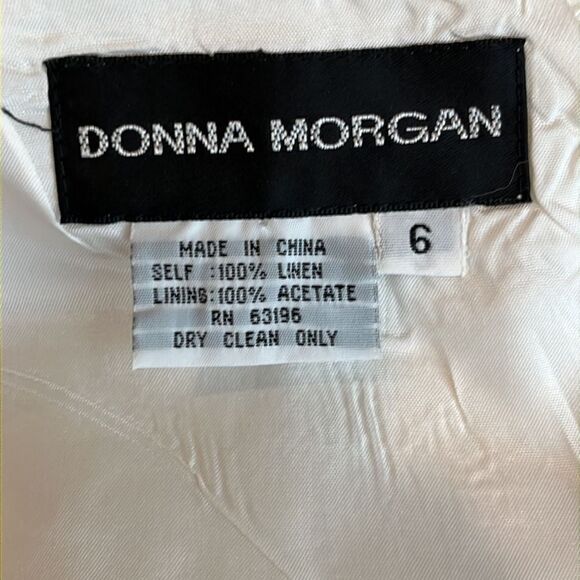 DONNA MORGAN
6
MADE IN CHINA
SELF :100% LINEN
LINING:100% ACETATE
RN 63196
DRY CLEAN ONLY